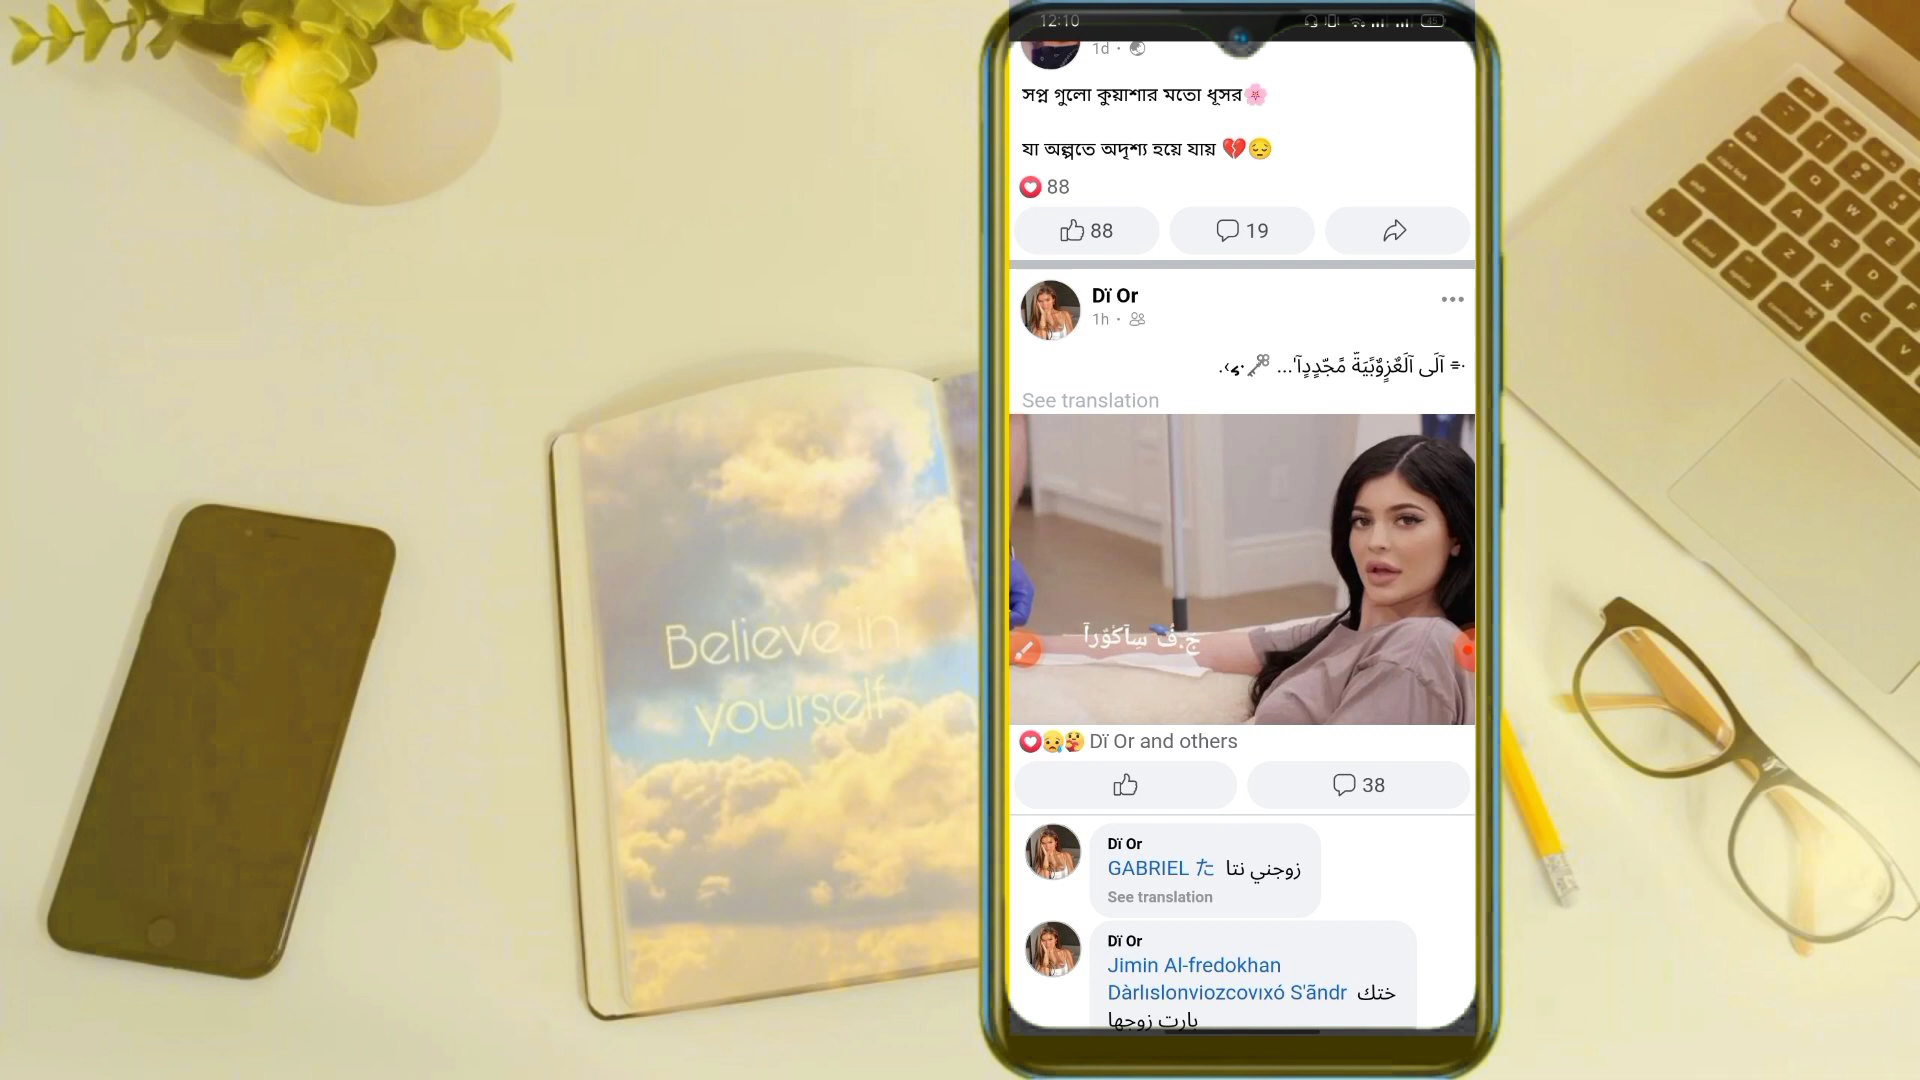 Believe in
yourself
12:10
45
1d ·
সপ্ন গুলো কুয়াশার মতো ধূসর🌸
যা অল্পতে অদৃশ্য হয়ে যায় 💔😔
88
88
19
Dï Or
1h ·
See translation
Dï Or and others
38
Dï Or
GABRIEL た زوجني نتا
See translation
Dï Or
Jimin Al-fredokhan
Dàrlıslonviozcovıxó S'ãndr ختك
بارت زوجها